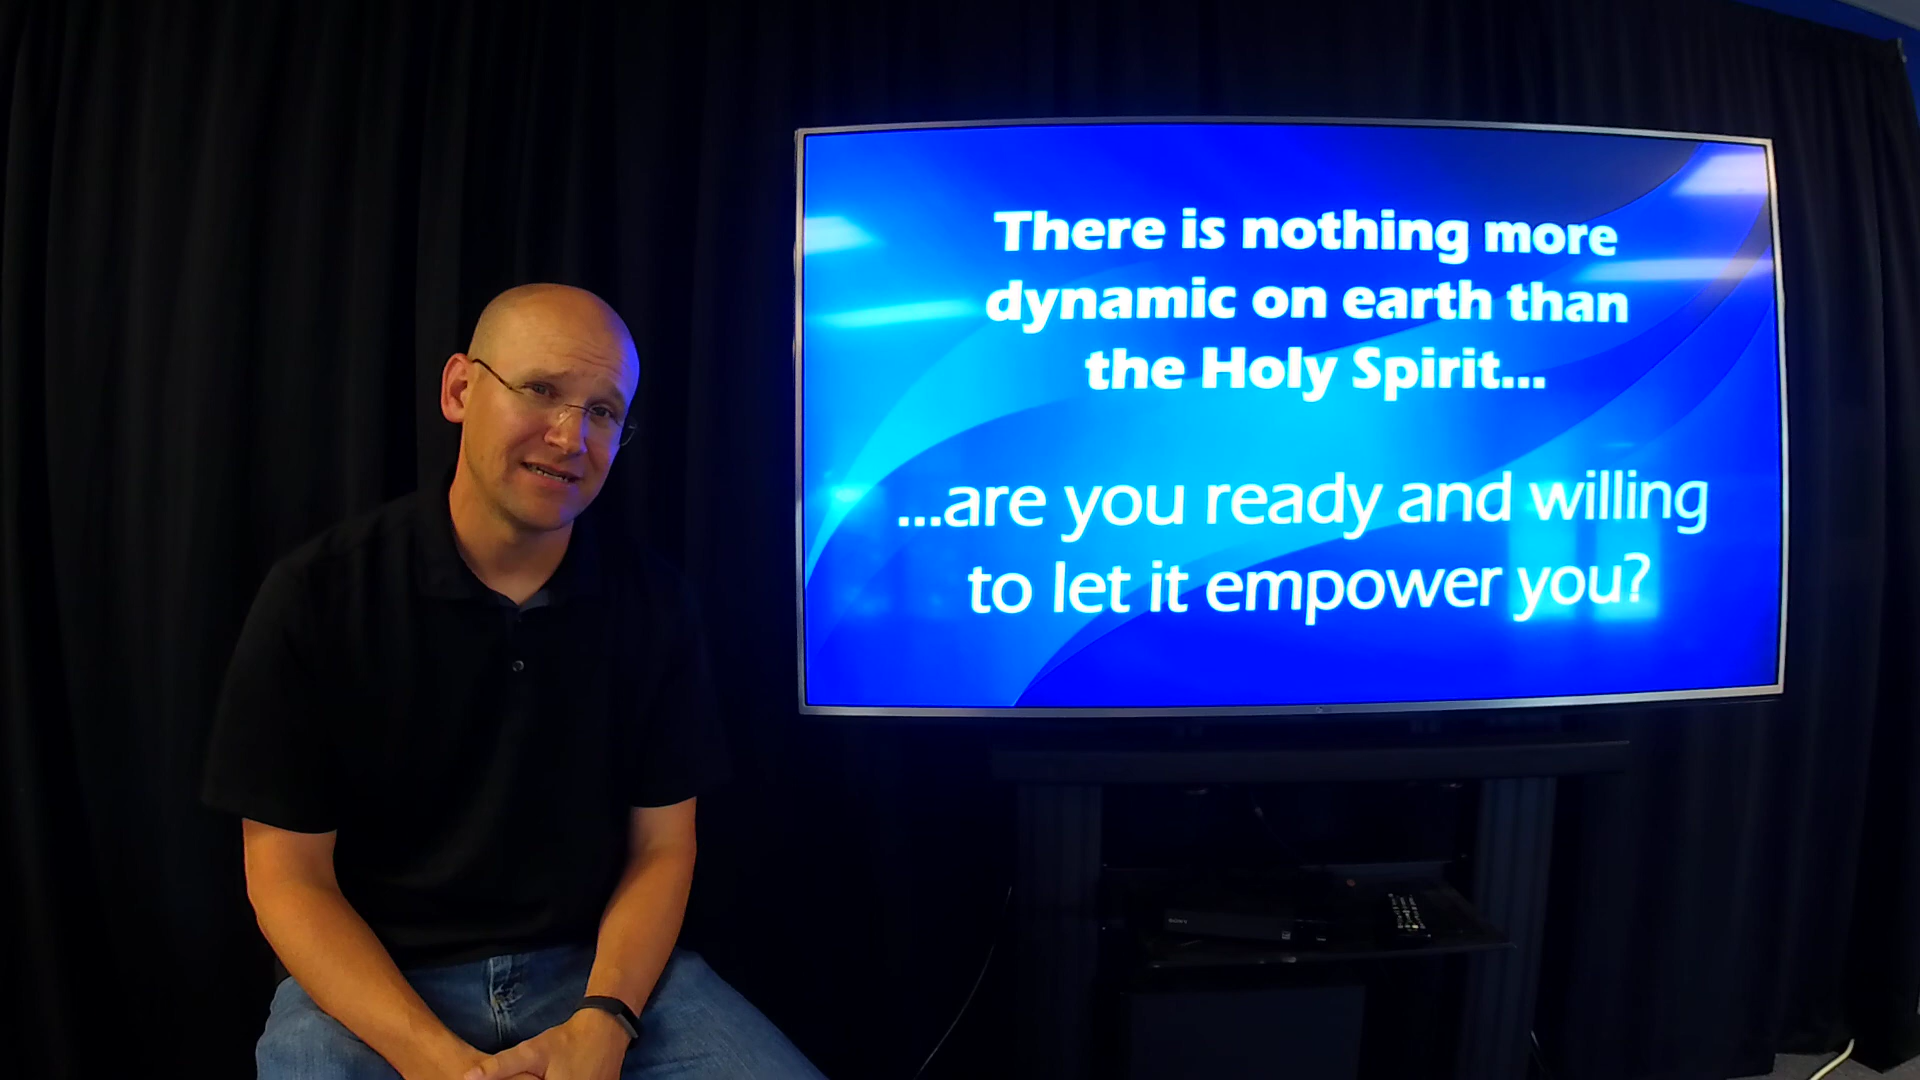 There is nothing more
dynamic on earth than
the Holy Spirit...
...are you ready and willing
to let it empower you?
SONY